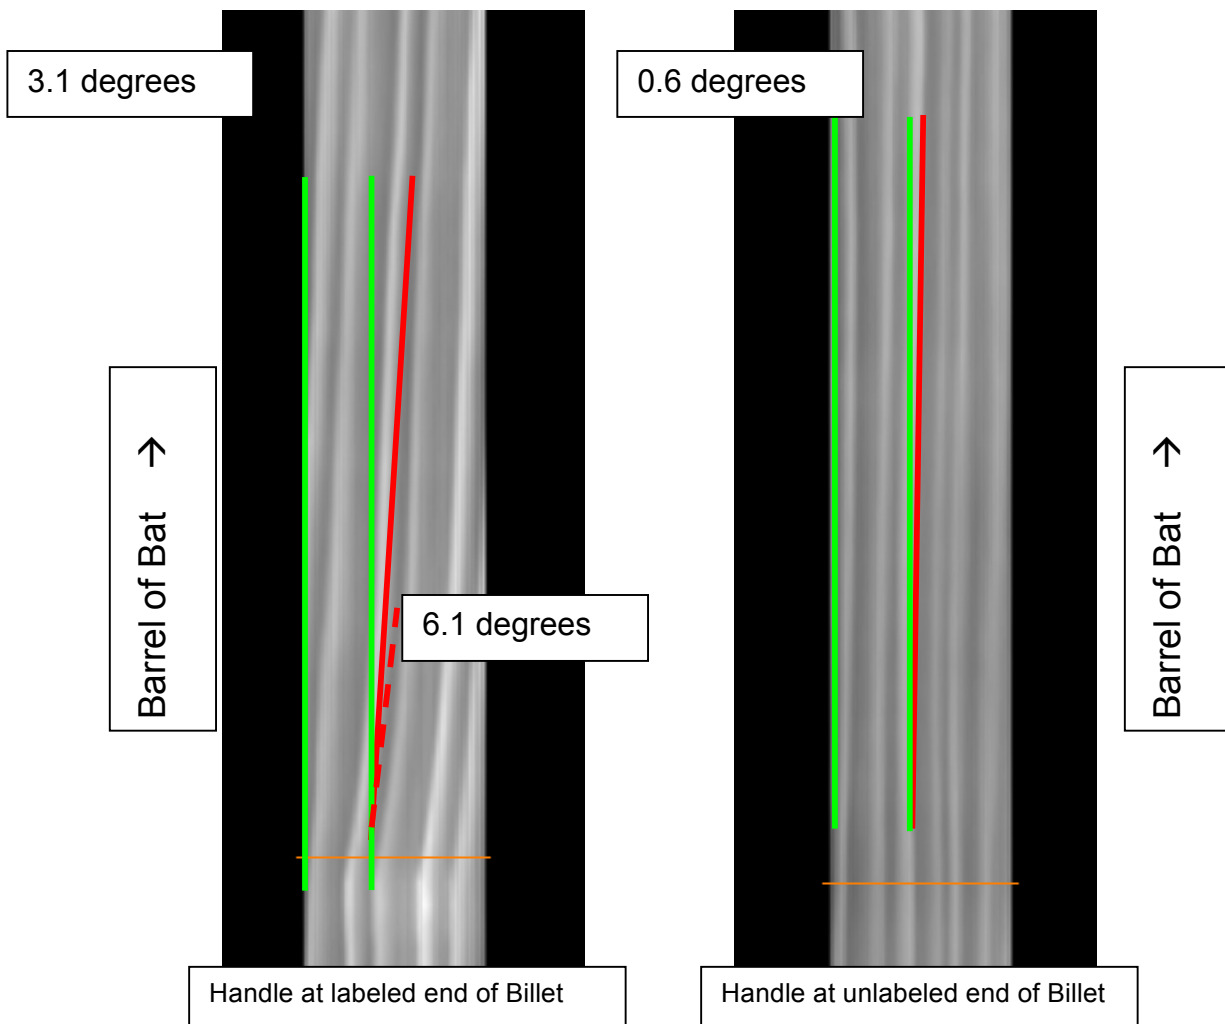 3.1 degrees
0.6 degrees
Barrel of Bat →
6.1 degrees
Barrel of Bat →
Handle at labeled end of Billet
Handle at unlabeled end of Billet